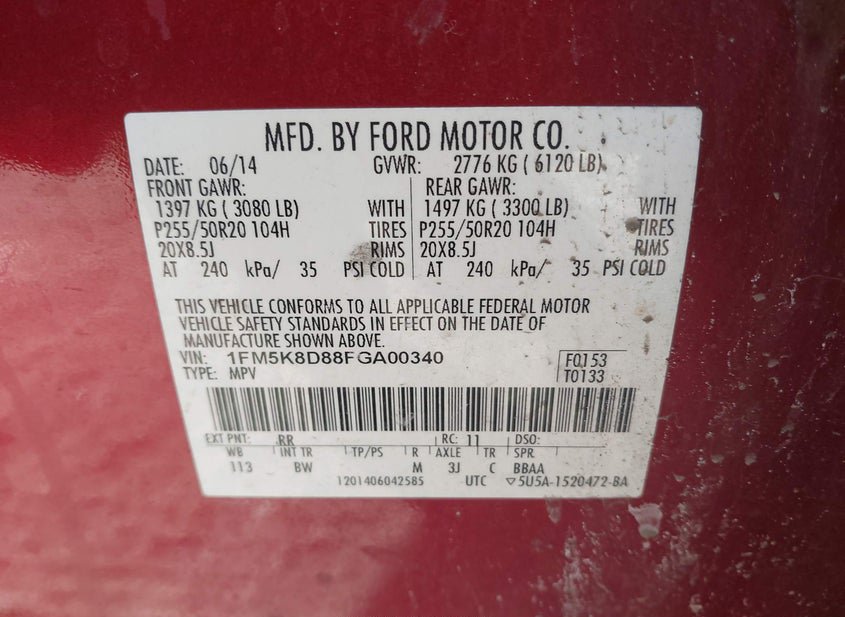 MFD. BY FORD MOTOR CO.
DATE: 06/14 GVWR: 2776 KG ( 6120 LB)
FRONT GAWR: REAR GAWR:
1397 KG ( 3080 LB) WITH 1497 KG ( 3300 LB) WITH
P255/50R20 104H TIRES P255/50R20 104H TIRES
20X8.5J RIMS 20X8.5J RIMS
AT 240 kPa/ 35 PSI COLD AT 240 kPa/ 35 PSI COLD
THIS VEHICLE CONFORMS TO ALL APPLICABLE FEDERAL MOTOR
VEHICLE SAFETY STANDARDS IN EFFECT ON THE DATE OF
MANUFACTURE SHOWN ABOVE.
VIN: 1FM5K8D88FGA00340 F0153
TYPE: MPV T0133
EXT PNT: RR RC: 11 DSO:
WB INT TR TP/PS R AXLE TR SPR
113 BW M 3J C BBAA
1201406042585 UTC ▽5U5A-1520472-BA